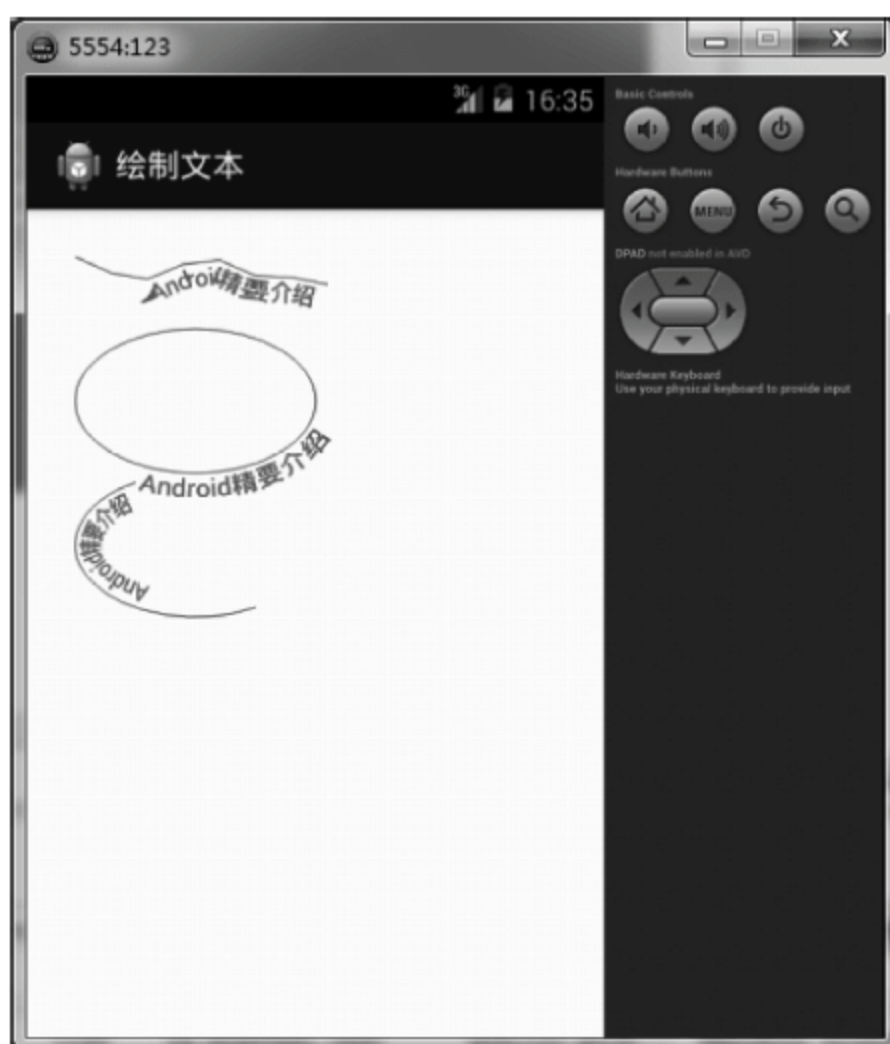 5554:123
3G 16:35
绘制文本
Android精要介绍
Android精要介绍
Android精要介绍
Basic Controls
Hardware Buttons
MENU
DPAD not enabled in AVD
Hardware Keyboard
Use your physical keyboard to provide input